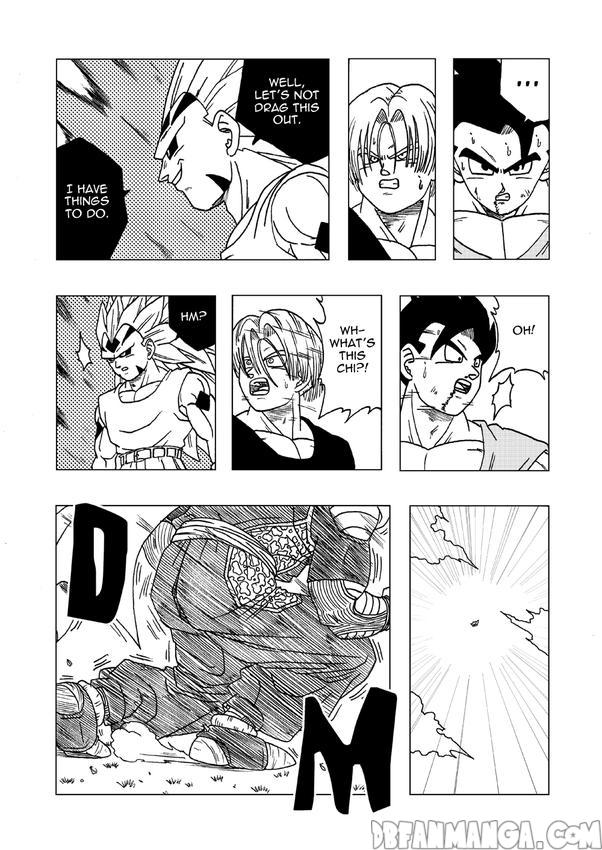 ...
WELL,
LET'S NOT
DRAG THIS
OUT.
I HAVE
THINGS
TO DO.
OH!
WH-
WHAT'S
THIS
CHI?!
HM?
D
M
DBFANMANGA.COM